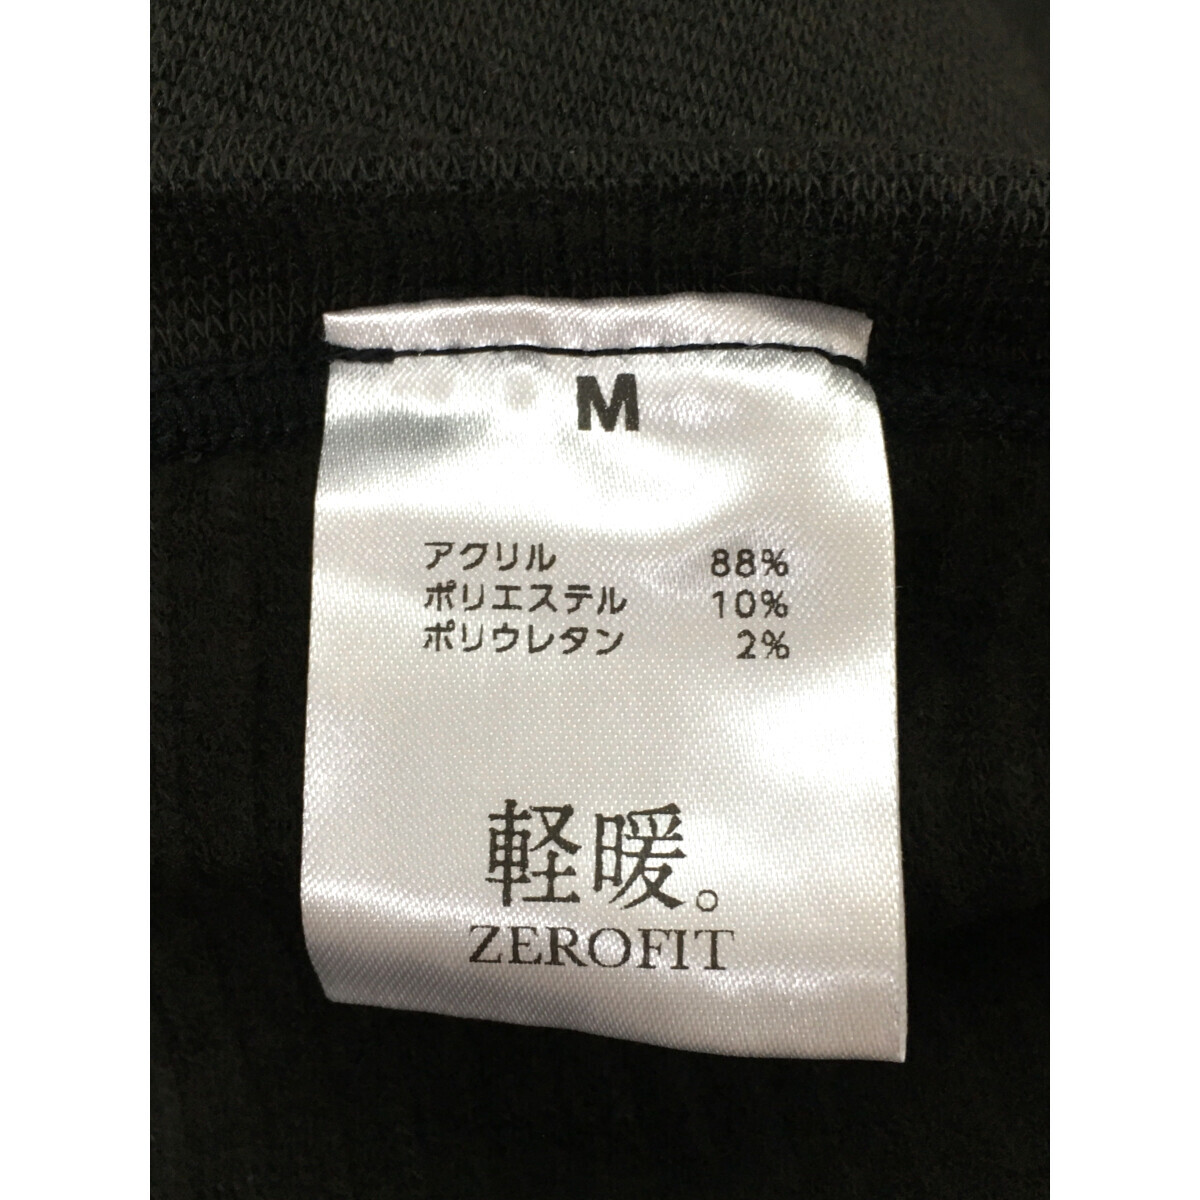 M
アクリル 88%
ポリエステル 10%
ポリウレタン 2%
軽暖。
ZEROFIT